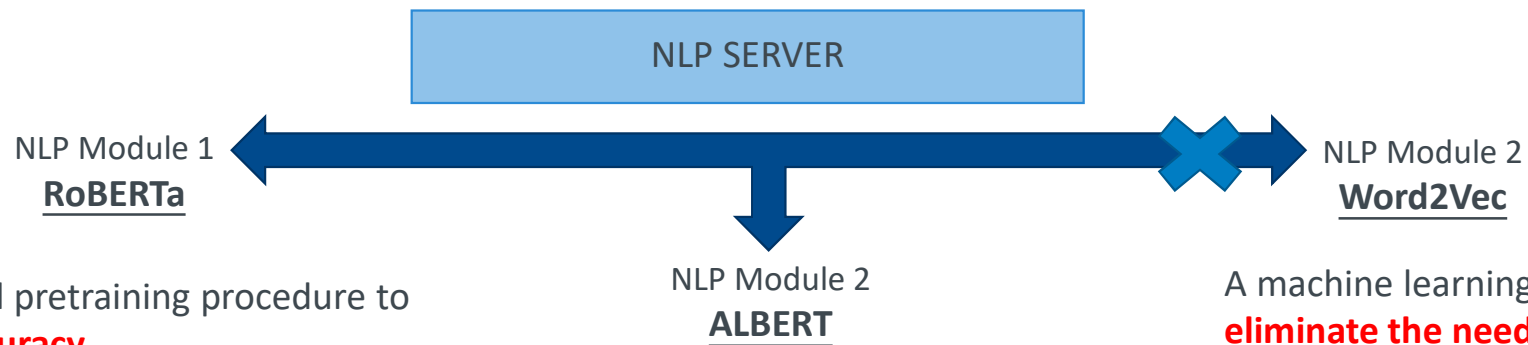 NLP SERVER
NLP Module 1
RoBERTa
NLP Module 2
Word2Vec
NLP Module 2
ALBERT
pretraining procedure to
A machine learning
eliminate the need